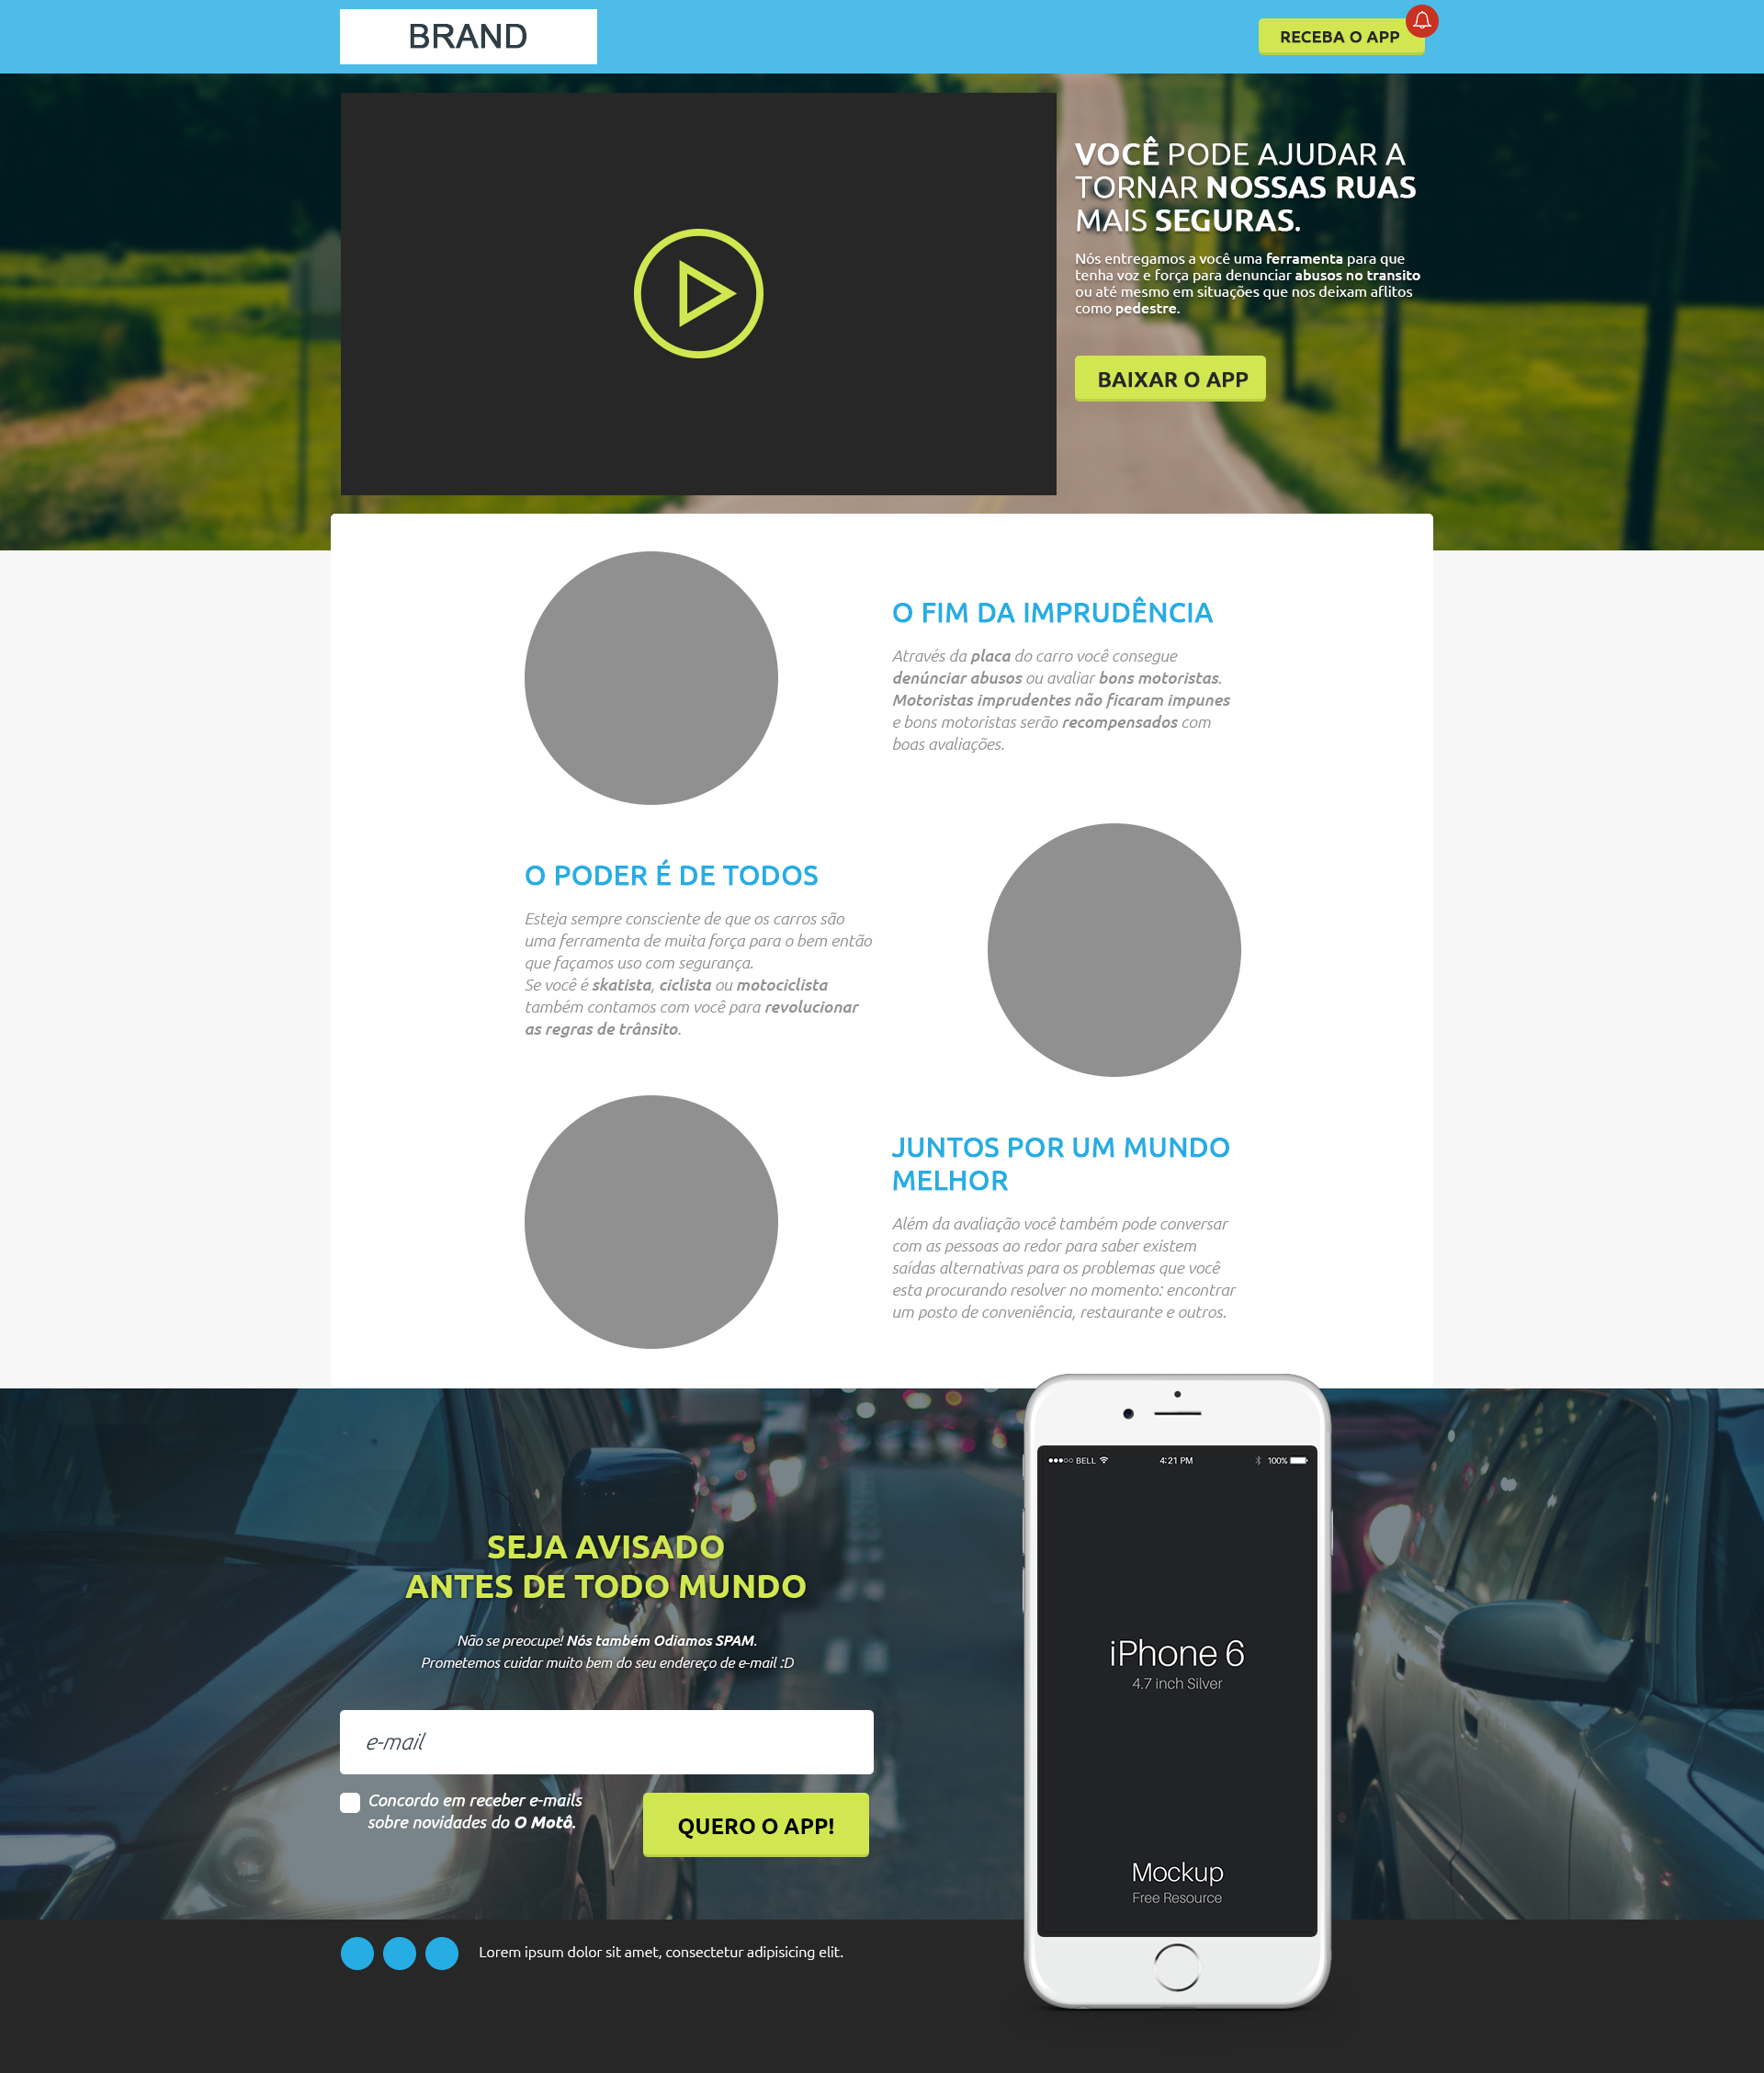 BRAND
RECEBA O APP
VOCÊ PODE AJUDAR A
TORNAR NOSSAS RUAS
MAIS SEGURAS.
Nós entregamos a você uma ferramenta para que
tenha voz e força para denunciar abusos no transito
ou até mesmo em situações que nos deixam aflitos
como pedestre.
BAIXAR O APP
O FIM DA IMPRUDÊNCIA
Através da placa do carro você consegue
denúnciar abusos ou avaliar bons motoristas.
Motoristas imprudentes não ficaram impunes
e bons motoristas serão recompensados com
boas avaliações.
O PODER É DE TODOS
Esteja sempre consciente de que os carros são
uma ferramenta de muita força para o bem então
que façamos uso com segurança.
Se você é skatista, ciclista ou motociclista
também contamos com você para revolucionar
as regras de trânsito.
JUNTOS POR UM MUNDO
MELHOR
Além da avaliação você também pode conversar
com as pessoas ao redor para saber existem
saídas alternativas para os problemas que você
esta procurando resolver no momento: encontrar
um posto de conveniência, restaurante e outros.
SEJA AVISADO
ANTES DE TODO MUNDO
Não se preocupe! Nós também Odiamos SPAM.
Prometemos cuidar muito bem do seu endereço de e-mail :D
e-mail
Concordo em receber e-mails
sobre novidades do O Motô.
QUERO O APP!
BELL 4:21 PM 100%
iPhone 6
4.7 inch Silver
Mockup
Free Resource
Lorem ipsum dolor sit amet, consectetur adipisicing elit.